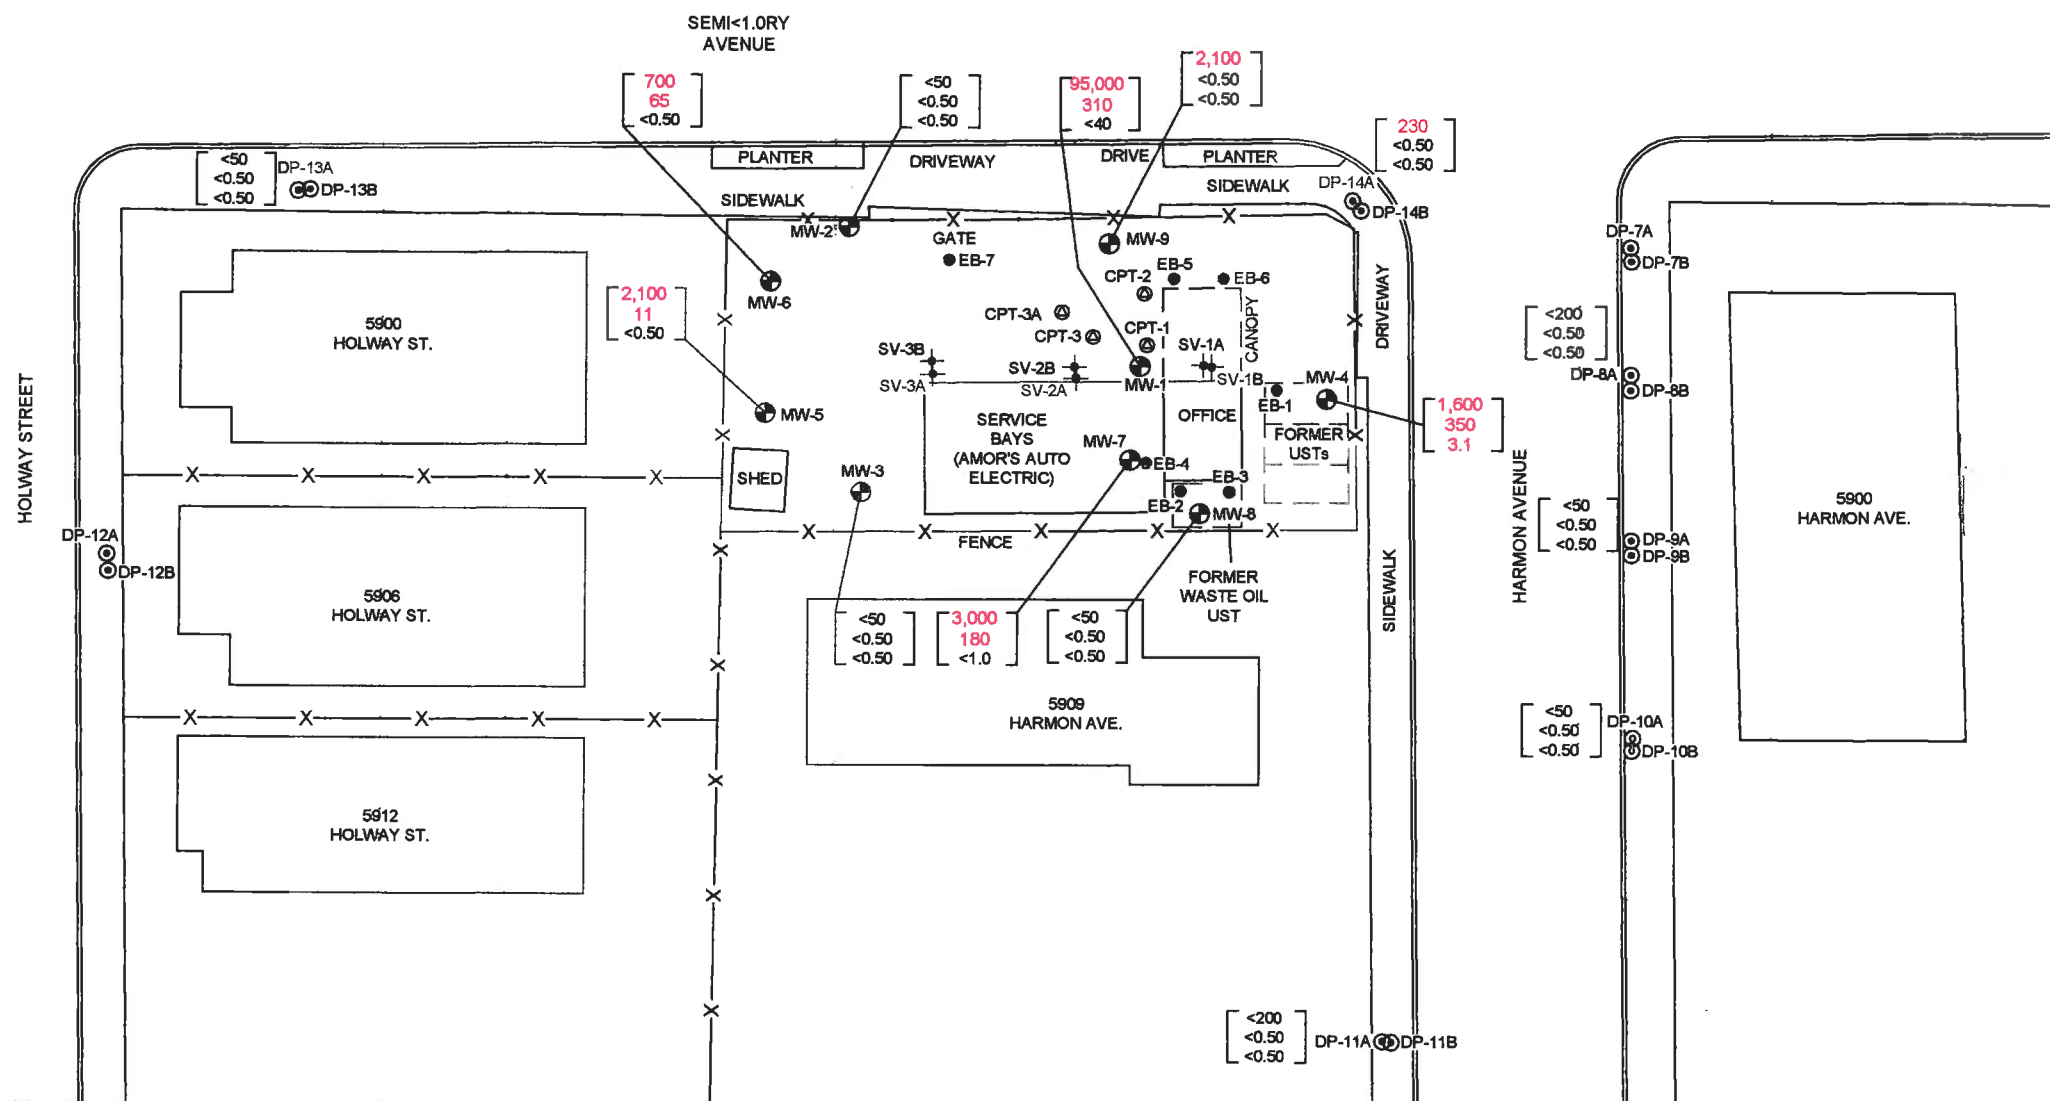 SEMI<1.0RY
AVENUE
700
65
<0.50
<50
<0.50
<0.50
95,000
310
<40
2,100
<0.50
<0.50
230
<0.50
<0.50
<50
<0.50
<0.50
DP-13A
DP-13B
PLANTER
DRIVEWAY
DRIVE
PLANTER
SIDEWALK
SIDEWALK
DP-14A
DP-14B
MW-2
GATE
EB-7
MW-9
MW-6
CPT-2
EB-5
EB-6
CPT-3A
CPT-3
CPT-1
CANOPY
DRIVEWAY
DP-7A
DP-7B
2,100
11
<0.50
5900
HOLWAY ST.
SV-3B
SV-3A
SV-2B
SV-2A
SV-1A
SV-1B
MW-1
MW-4
EB-1
<200
<0.50
<0.50
DP-8A
DP-8B
HOLWAY STREET
MW-5
SERVICE
BAYS
(AMOR'S AUTO
ELECTRIC)
OFFICE
FORMER
USTs
1,600
350
3.1
MW-7
EB-4
SHED
MW-3
EB-3
EB-2
MW-8
FENCE
HARMON AVENUE
<50
<0.50
<0.50
DP-9A
DP-9B
5900
HARMON AVE.
DP-12A
DP-12B
FORMER
WASTE OIL
UST
SIDEWALK
5906
HOLWAY ST.
<50
<0.50
<0.50
3,000
180
<1.0
<50
<0.50
<0.50
5909
HARMON AVE.
<50
<0.50
<0.50
DP-10A
DP-10B
5912
HOLWAY ST.
<200
<0.50
<0.50
DP-11A
DP-11B